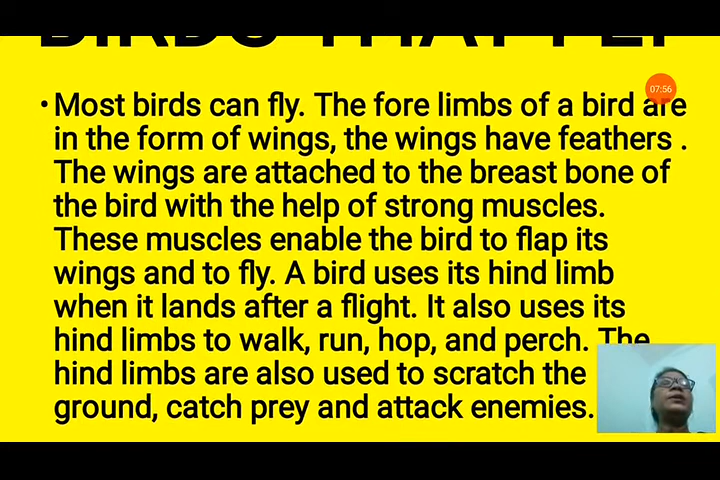 BIRDS THAT FLY
07:56
• Most birds can fly. The fore limbs of a bird are
in the form of wings, the wings have feathers .
The wings are attached to the breast bone of
the bird with the help of strong muscles.
These muscles enable the bird to flap its
wings and to fly. A bird uses its hind limb
when it lands after a flight. It also uses its
hind limbs to walk, run, hop, and perch. The
hind limbs are also used to scratch the
ground, catch prey and attack enemies.